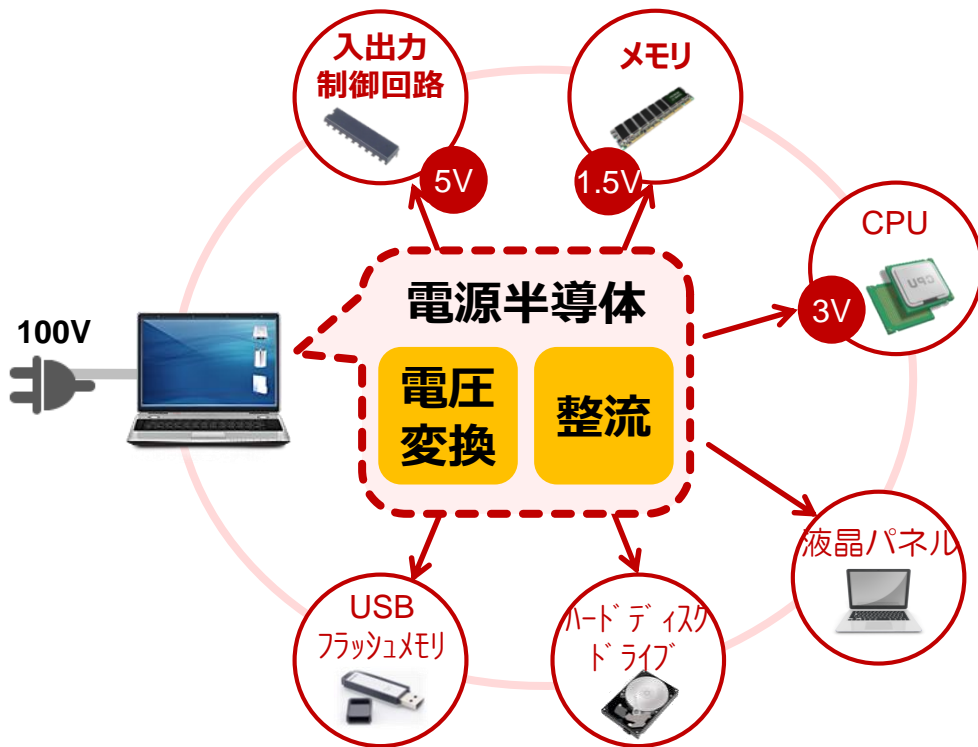 入出力
制御回路
メモリ
5V
1.5V
CPU
3V
電源半導体
100V
電圧
変換
整流
液晶パネル
USB
フラッシュメモリ
ハードディスク
ドライブ